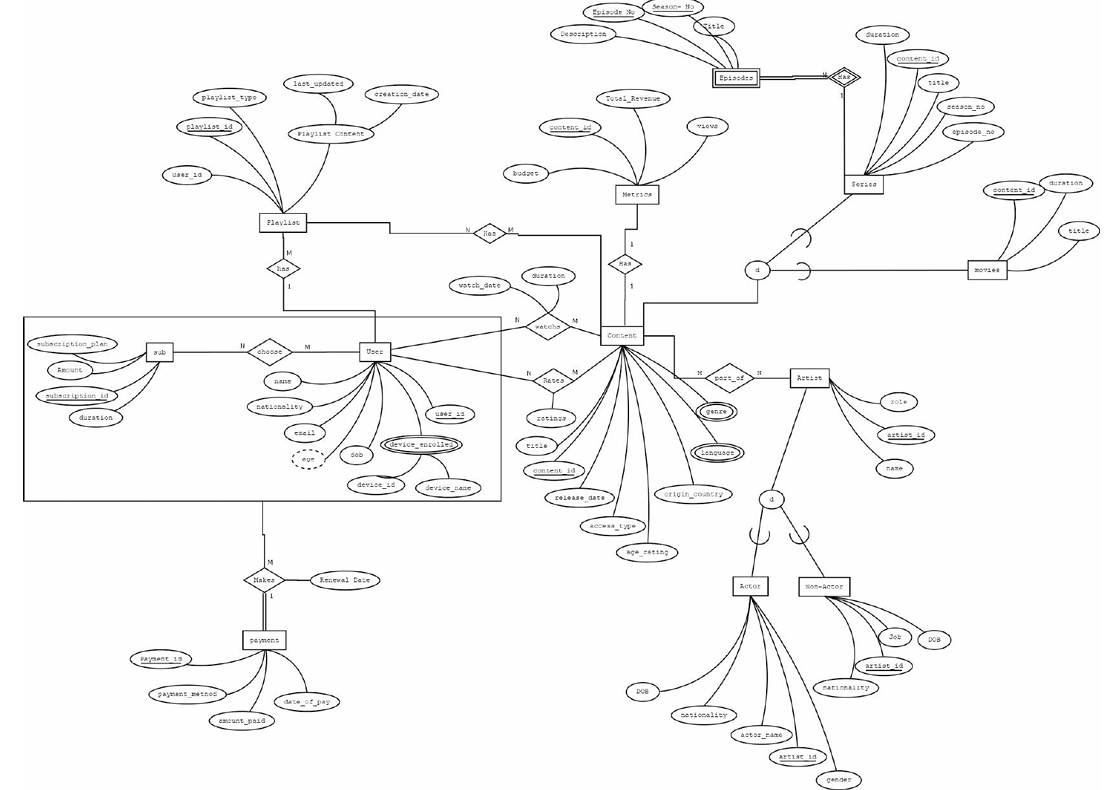 Season- No
Episode No
Title
Description
Episodes
N
Has
1
duration
content_id
title
season_no
episode_no
Series
last_updated
creation_date
playlist_type
playlist_id
Playlist Content
user_id
Playlist
Total_Revenue
content_id
views
budget
Metrics
content_id
duration
title
movies
d
N
Has
M
M
has
1
1
Has
1
duration
watch_date
N
watchs
M
Content
subscription_plan
Amount
subscription_id
duration
sub
N
choose
M
User
name
nationality
email
age
dob
user_id
device_enrolled
device_id
device_name
N
Rates
M
ratings
title
content_id
release_date
access_type
age_rating
origin_country
language
genre
N
part_of
N
Artist
role
artist_id
name
d
Actor
Non-Actor
Job
DOB
artist_id
nationality
DOB
nationality
actor_name
Artist_id
gender
M
Makes
1
Renewal Date
payment
Payment_id
payment_method
amount_paid
date_of_pay